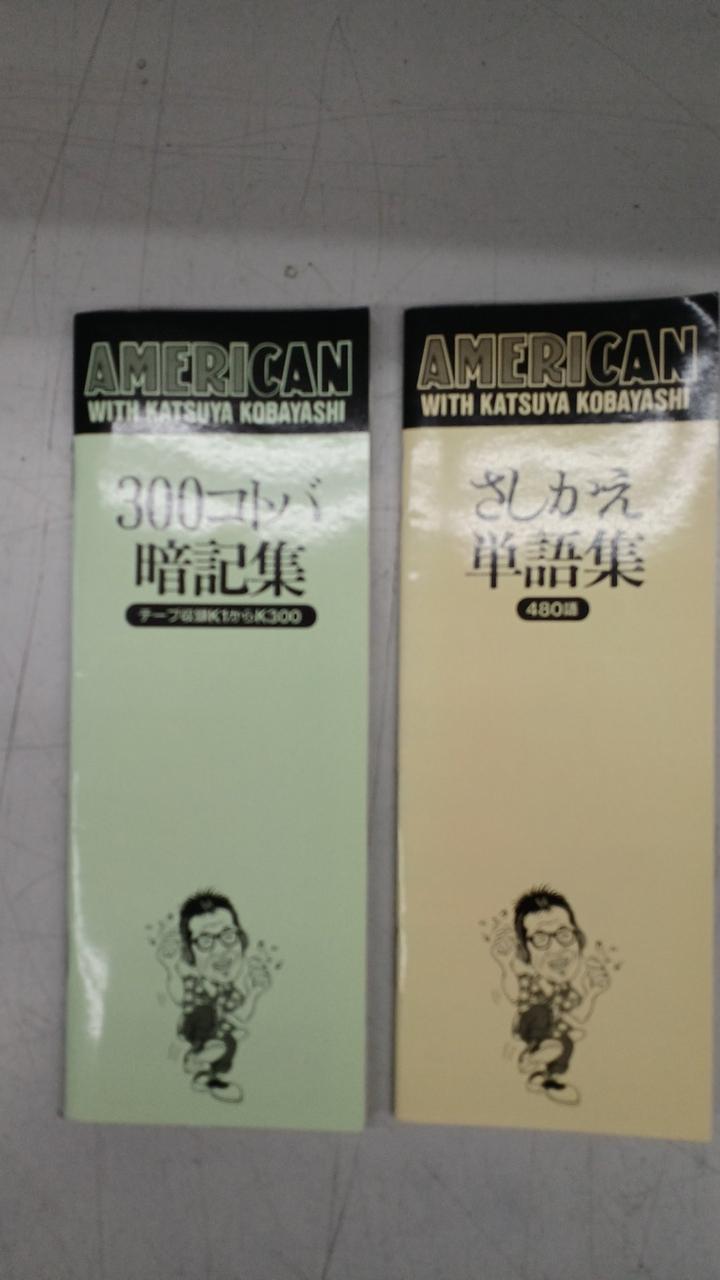 AMERICAN
WITH KATSUYA KOBAYASHI
300コトバ
暗記集
テープ収録K1からK300
AMERICAN
WITH KATSUYA KOBAYASHI
さしかえ
単語集
480語